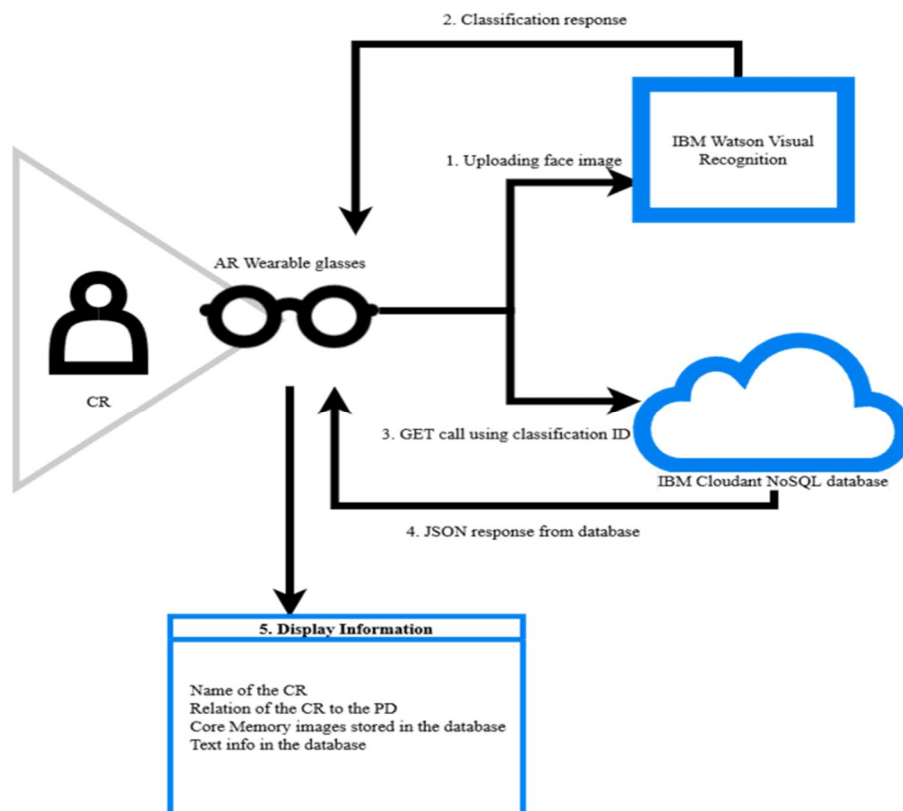 2. Classification response
IBM Watson Visual
Recognition
1. Uploading face image
AR Wearable glasses
CR
3. GET call using classification ID
IBM Cloudant NoSQL database
4. JSON response from database
5. Display Information
Name of the CR
Relation of the CR to the PD
Core Memory images stored in the database
Text info in the database